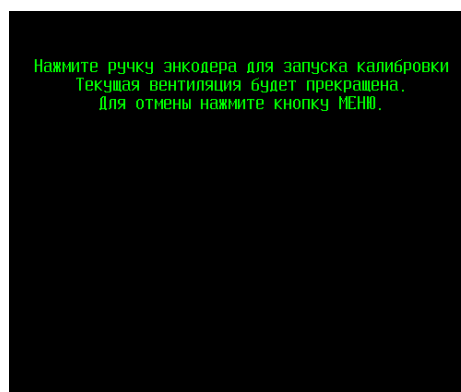 Нажмите ручку энкодера для запуска калибровки
Текущая вентиляция будет прекращена.
Для отмены нажмите кнопку МЕНЮ.